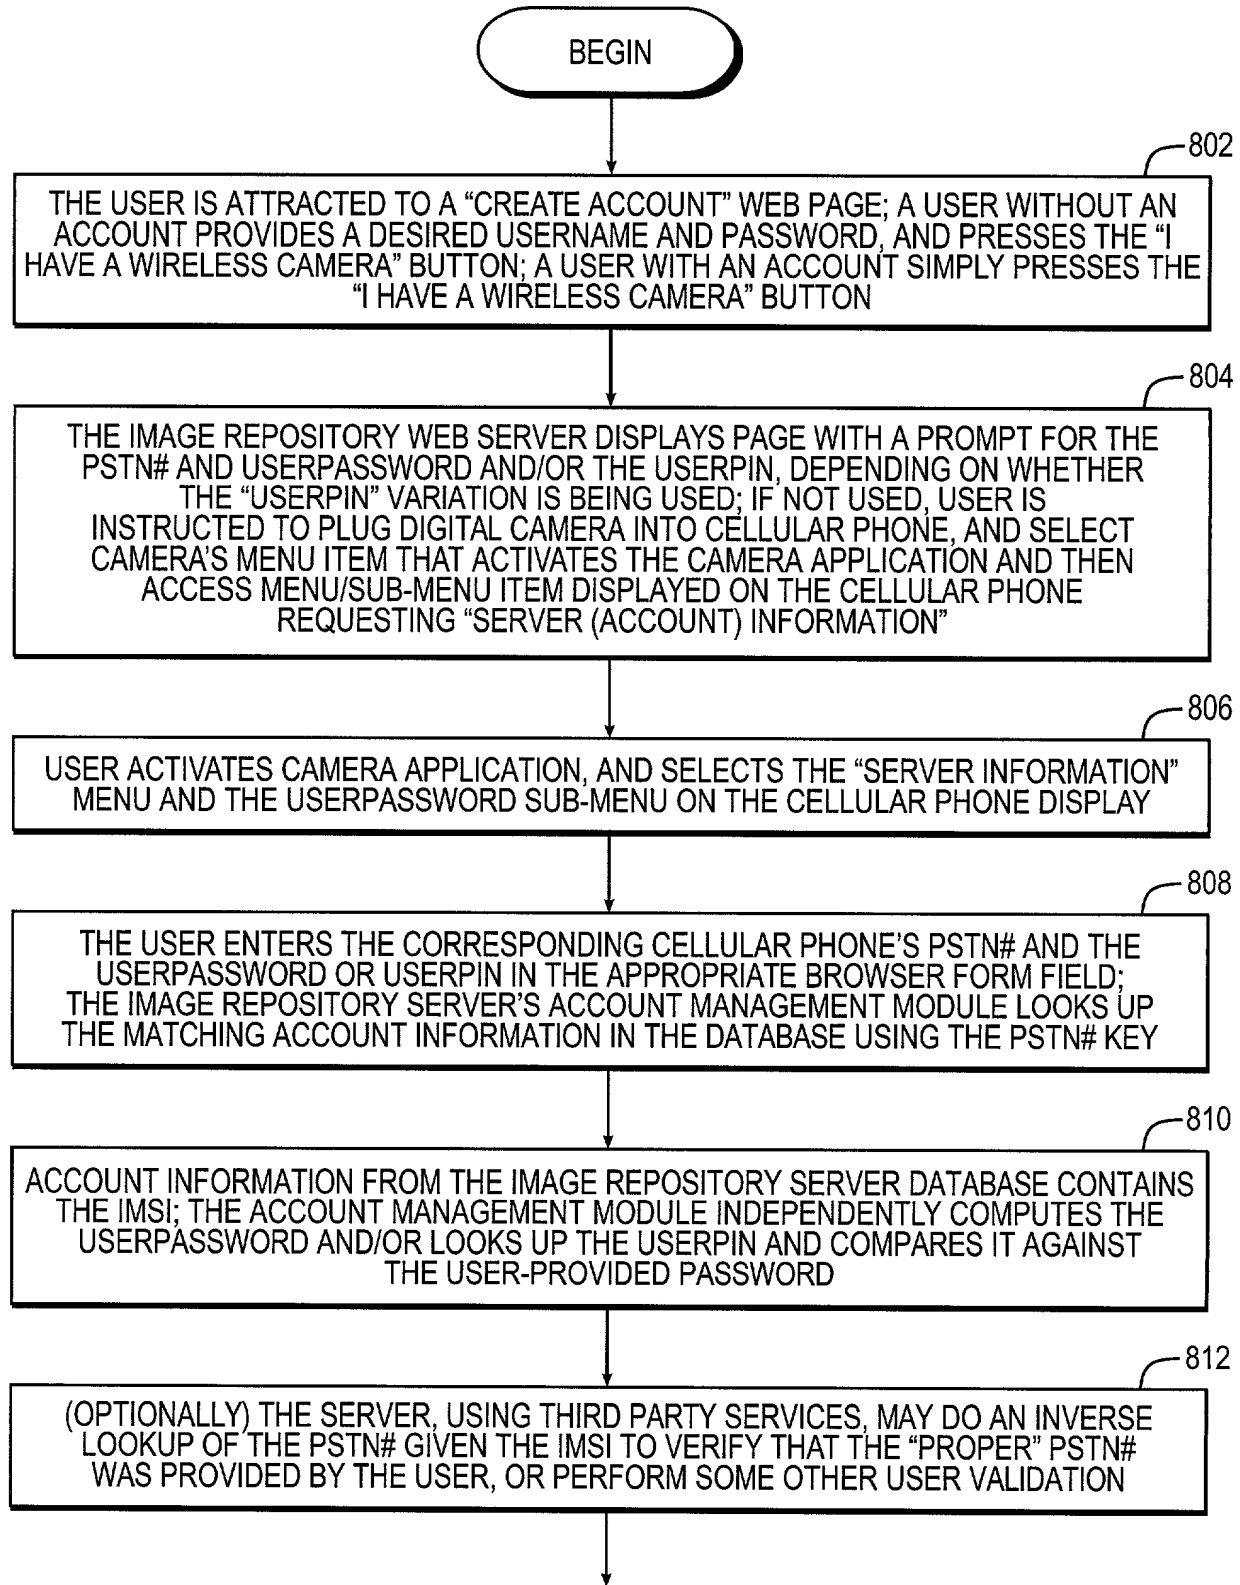 BEGIN
802
THE USER IS ATTRACTED TO A “CREATE ACCOUNT” WEB PAGE; A USER WITHOUT AN
ACCOUNT PROVIDES A DESIRED USERNAME AND PASSWORD, AND PRESSES THE “I
HAVE A WIRELESS CAMERA” BUTTON; A USER WITH AN ACCOUNT SIMPLY PRESSES THE
“I HAVE A WIRELESS CAMERA” BUTTON
804
THE IMAGE REPOSITORY WEB SERVER DISPLAYS PAGE WITH A PROMPT FOR THE
PSTN# AND USERPASSWORD AND/OR THE USERPIN, DEPENDING ON WHETHER
THE “USERPIN” VARIATION IS BEING USED; IF NOT USED, USER IS
INSTRUCTED TO PLUG DIGITAL CAMERA INTO CELLULAR PHONE, AND SELECT
CAMERA’S MENU ITEM THAT ACTIVATES THE CAMERA APPLICATION AND THEN
ACCESS MENU/SUB-MENU ITEM DISPLAYED ON THE CELLULAR PHONE
REQUESTING “SERVER (ACCOUNT) INFORMATION”
806
USER ACTIVATES CAMERA APPLICATION, AND SELECTS THE “SERVER INFORMATION”
MENU AND THE USERPASSWORD SUB-MENU ON THE CELLULAR PHONE DISPLAY
808
THE USER ENTERS THE CORRESPONDING CELLULAR PHONE’S PSTN# AND THE
USERPASSWORD OR USERPIN IN THE APPROPRIATE BROWSER FORM FIELD;
THE IMAGE REPOSITORY SERVER’S ACCOUNT MANAGEMENT MODULE LOOKS UP
THE MATCHING ACCOUNT INFORMATION IN THE DATABASE USING THE PSTN# KEY
810
ACCOUNT INFORMATION FROM THE IMAGE REPOSITORY SERVER DATABASE CONTAINS
THE IMSI; THE ACCOUNT MANAGEMENT MODULE INDEPENDENTLY COMPUTES THE
USERPASSWORD AND/OR LOOKS UP THE USERPIN AND COMPARES IT AGAINST
THE USER-PROVIDED PASSWORD
812
(OPTIONALLY) THE SERVER, USING THIRD PARTY SERVICES, MAY DO AN INVERSE
LOOKUP OF THE PSTN# GIVEN THE IMSI TO VERIFY THAT THE “PROPER” PSTN#
WAS PROVIDED BY THE USER, OR PERFORM SOME OTHER USER VALIDATION